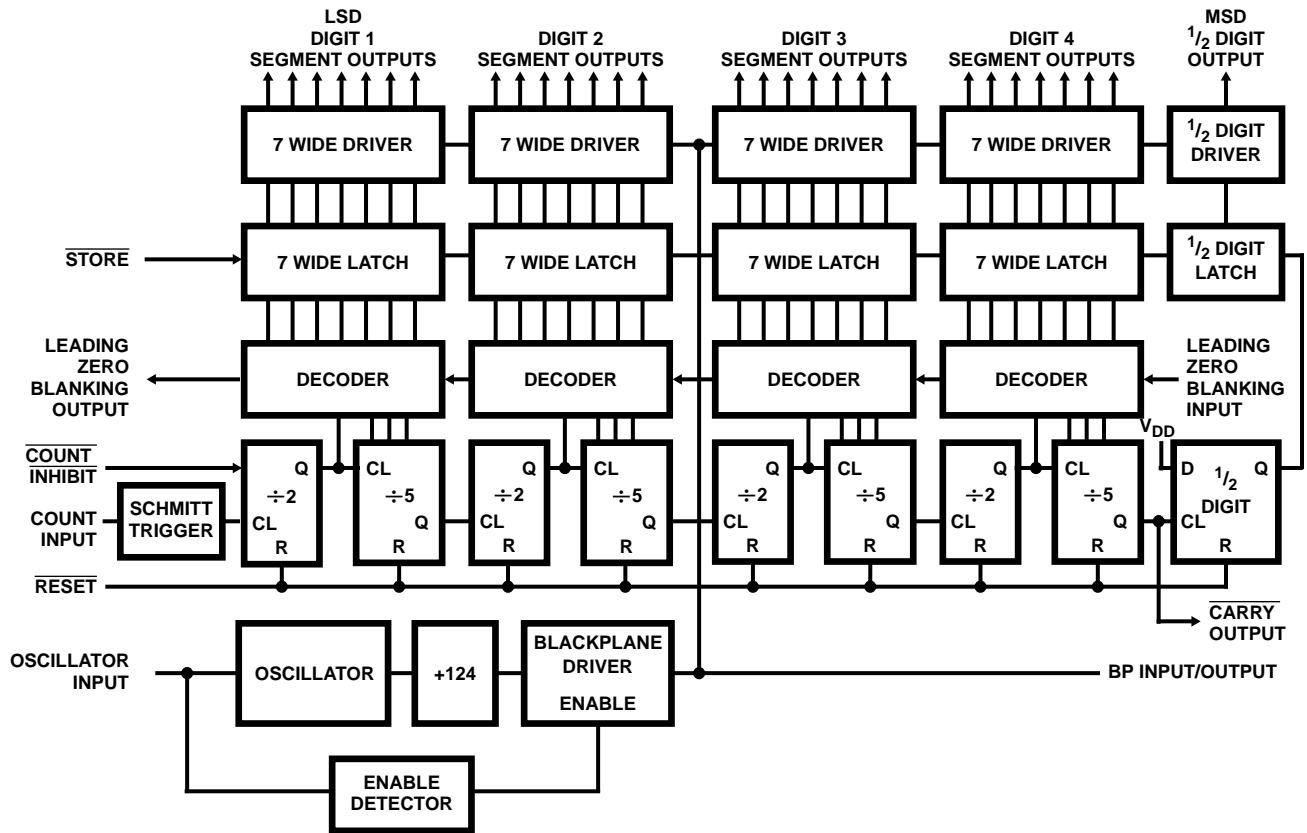 LSD
DIGIT 1
SEGMENT OUTPUTS
DIGIT 2
SEGMENT OUTPUTS
DIGIT 3
SEGMENT OUTPUTS
DIGIT 4
SEGMENT OUTPUTS
MSD
1/2 DIGIT
OUTPUT
7 WIDE DRIVER
7 WIDE DRIVER
7 WIDE DRIVER
7 WIDE DRIVER
1/2 DIGIT
DRIVER
STORE
7 WIDE LATCH
7 WIDE LATCH
7 WIDE LATCH
7 WIDE LATCH
1/2 DIGIT
LATCH
LEADING
ZERO
BLANKING
OUTPUT
DECODER
DECODER
DECODER
DECODER
LEADING
ZERO
BLANKING
INPUT
VDD
COUNT
INHIBIT
COUNT
INPUT
SCHMITT
TRIGGER
Q
÷2
CL
R
CL
÷5
Q
R
Q
÷2
CL
R
CL
÷5
Q
R
Q
÷2
CL
R
CL
÷5
Q
R
Q
÷2
CL
R
CL
÷5
Q
R
D
Q
1/2
DIGIT
CL
R
RESET
CARRY
OUTPUT
OSCILLATOR
INPUT
OSCILLATOR
+124
BLACKPLANE
DRIVER
ENABLE
BP INPUT/OUTPUT
ENABLE
DETECTOR